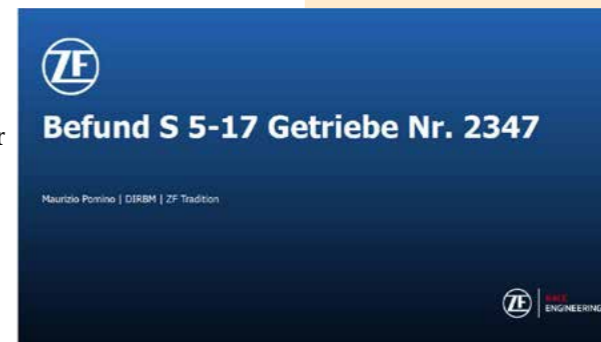 ZF
Befund S 5-17 Getriebe Nr. 2347
Maurizio Pomino | DIRBM | ZF Tradition
ZF
RACE
ENGINEERING
r